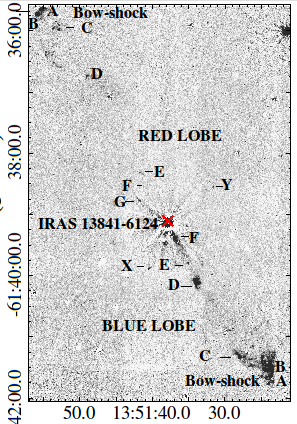 A Bow-shock
B
C
D
RED LOBE
E
F
Y
G
IRAS 13841-6124
F
X
E
D
BLUE LOBE
C
B
Bow-shock A
36:00.0
38:00.0
-61:40:00.0
42:00.0
50.0 13:51:40.0 30.0